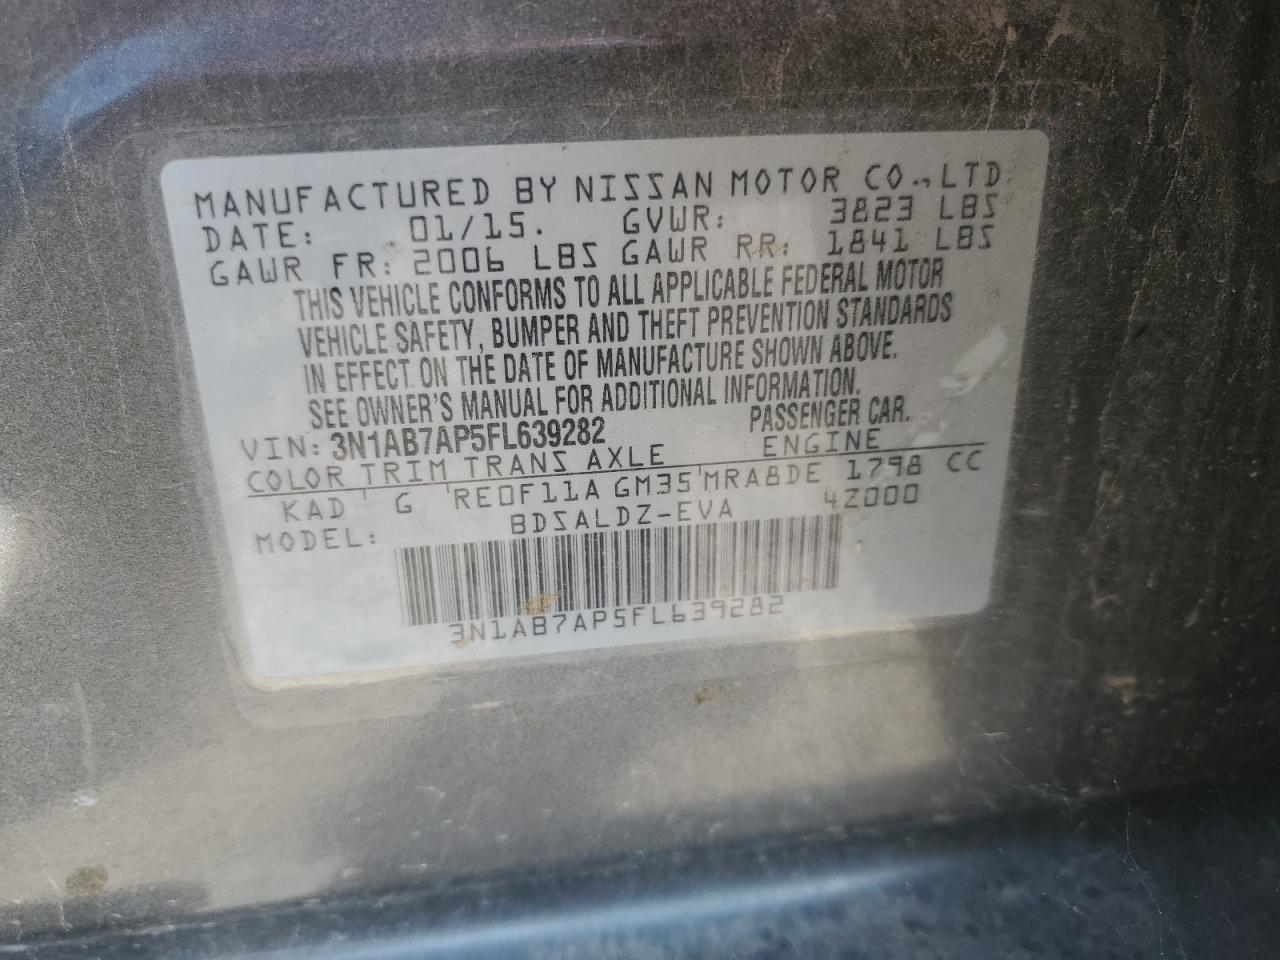 MANUFACTURED BY NISSAN MOTOR CO., LTD.
DATE: 01/15. GVWR: 3823 LBS
GAWR FR: 2006 LBS GAWR RR: 1841 LBS
THIS VEHICLE CONFORMS TO ALL APPLICABLE FEDERAL MOTOR
VEHICLE SAFETY, BUMPER AND THEFT PREVENTION STANDARDS
IN EFFECT ON THE DATE OF MANUFACTURE SHOWN ABOVE.
SEE OWNER'S MANUAL FOR ADDITIONAL INFORMATION.
VIN: 3N1AB7AP5FL639282 PASSENGER CAR.
COLOR TRIM TRANS AXLE ENGINE
KAD G RE0F11A GM35 MRA8DE 1798 CC
MODEL: BDSALDZ-EVA 4Z000
3N1AB7AP5FL639282